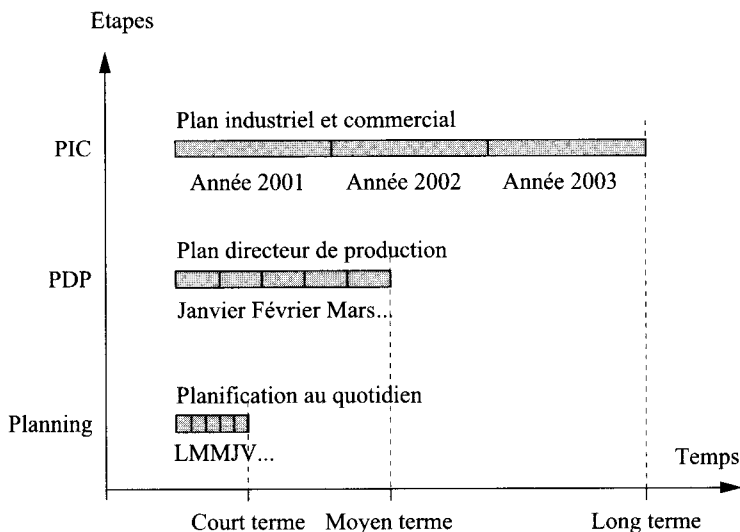 Etapes
Plan industriel et commercial
PIC
Année 2001 Année 2002 Année 2003
Plan directeur de production
PDP
Janvier Février Mars...
Planification au quotidien
Planning
LMMJV...
Temps
Court terme Moyen terme Long terme